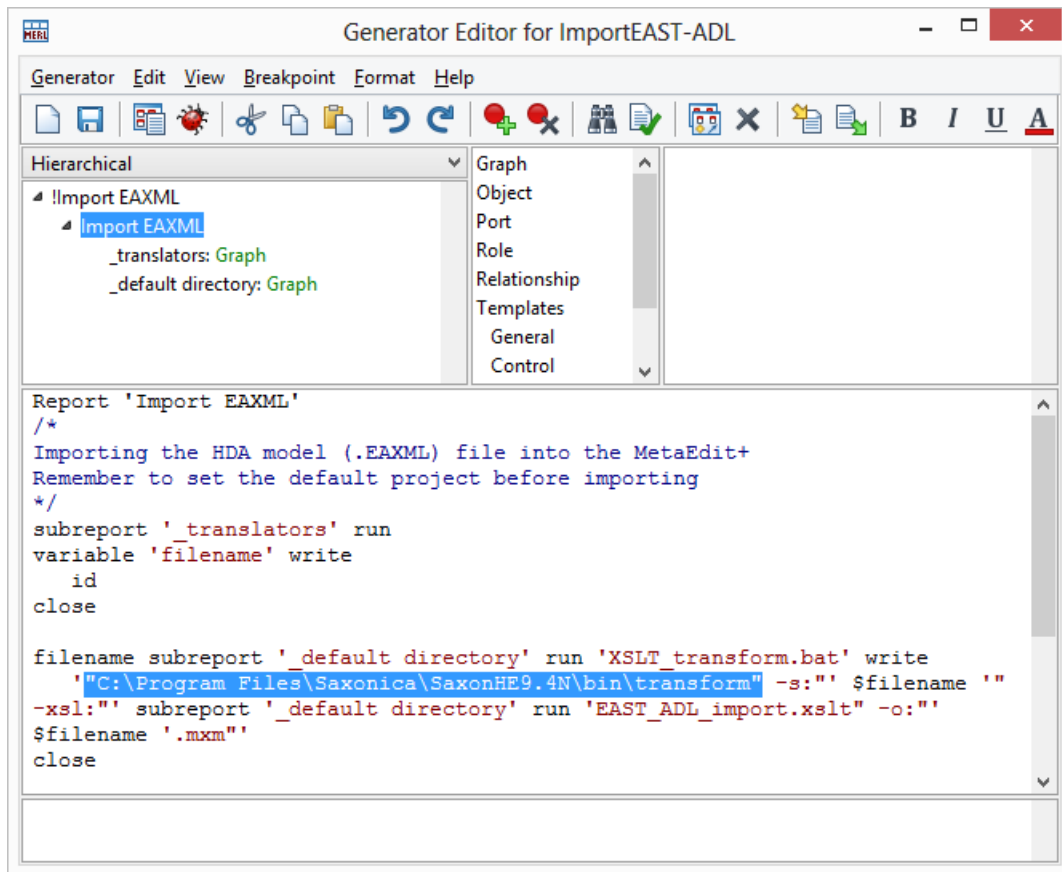 MERL
Generator Editor for ImportEAST-ADL
Generator Edit View Breakpoint Format Help
B I U A
Hierarchical
!Import EAXML
Import EAXML
_translators: Graph
_default directory: Graph
Graph
Object
Port
Role
Relationship
Templates
General
Control
Report 'Import EAXML'
/*
Importing the HDA model (.EAXML) file into the MetaEdit+
Remember to set the default project before importing
*/
subreport '_translators' run
variable 'filename' write
id
close
filename subreport '_default directory' run 'XSLT_transform.bat' write
'"C:\Program Files\Saxonica\SaxonHE9.4N\bin\transform" -s:"' $filename '"
-xsl:"' subreport '_default directory' run 'EAST_ADL_import.xslt" -o:"'
$filename '.mxm"'
close